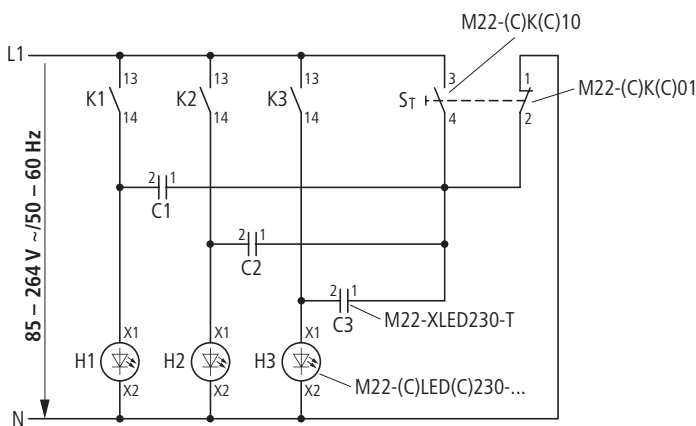 M22-(C)K(C)10
L1
13
13
13
3
1
K1
K2
K3
ST
M22-(C)K(C)01
14
14
14
4
2
85 – 264 V ~/50 – 60 Hz
2
1
C1
2
1
C2
2
1
C3
M22-XLED230-T
X1
X1
X1
H1
H2
H3
X2
X2
X2
M22-(C)LED(C)230-...
N